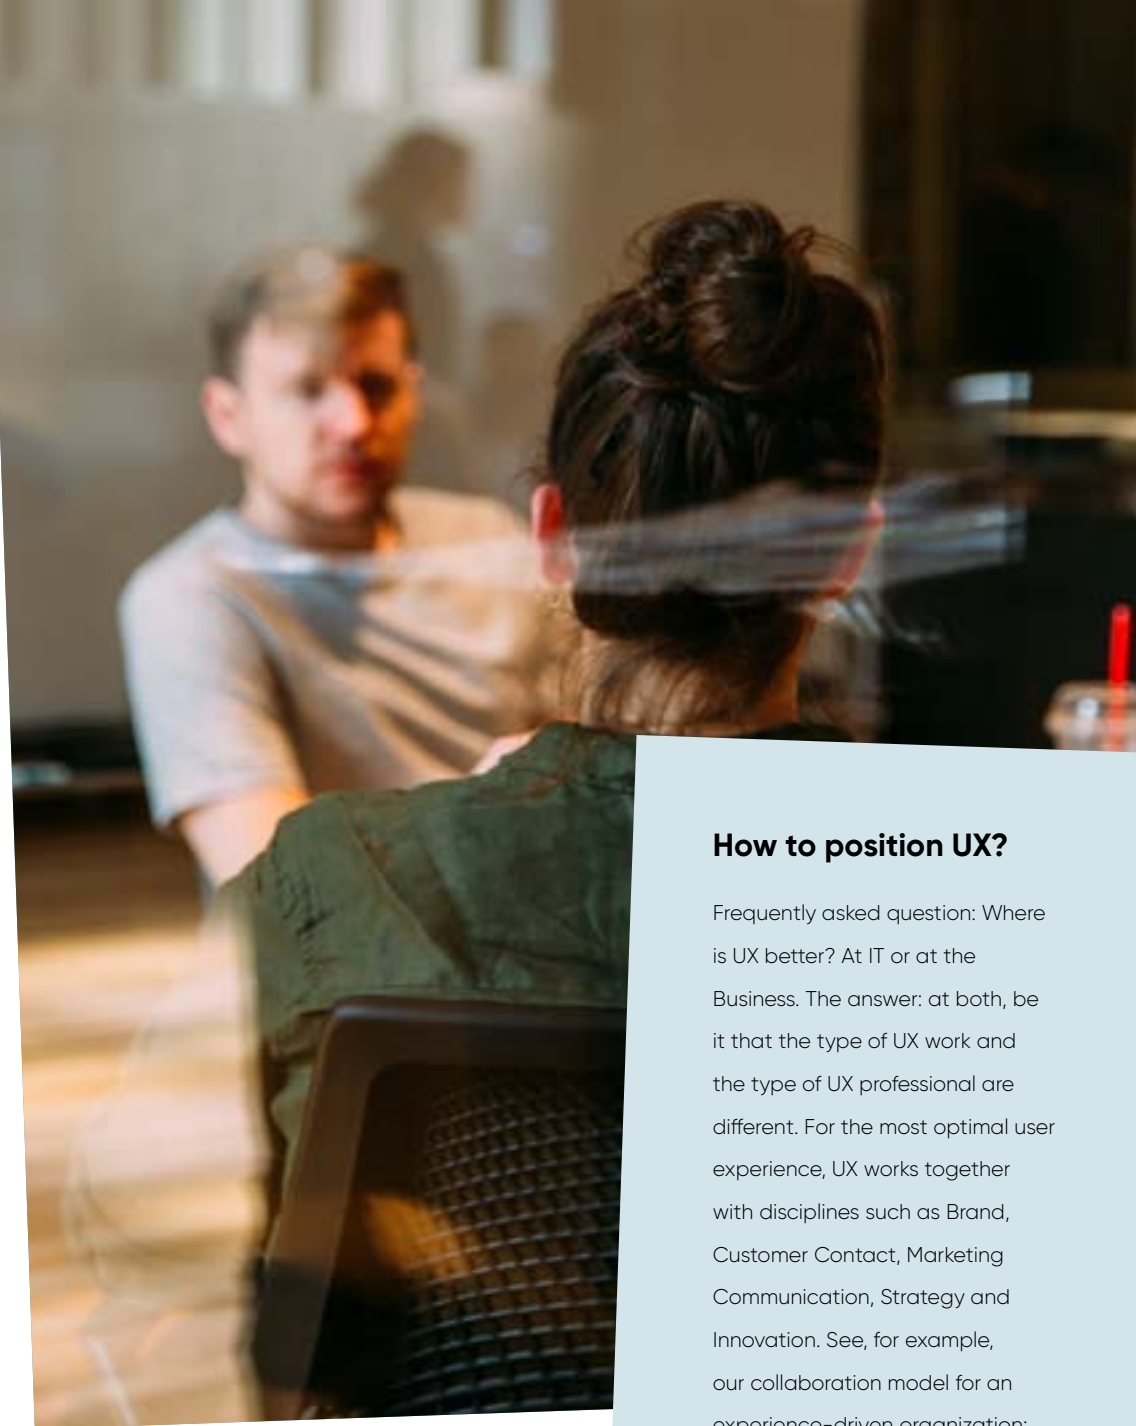 How to position UX?
Frequently asked question: Where
is UX better? At IT or at the
Business. The answer: at both, be
it that the type of UX work and
the type of UX professional are
different. For the most optimal user
experience, UX works together
with disciplines such as Brand,
Customer Contact, Marketing
Communication, Strategy and
Innovation. See, for example,
our collaboration model for an
experience-driven organization: